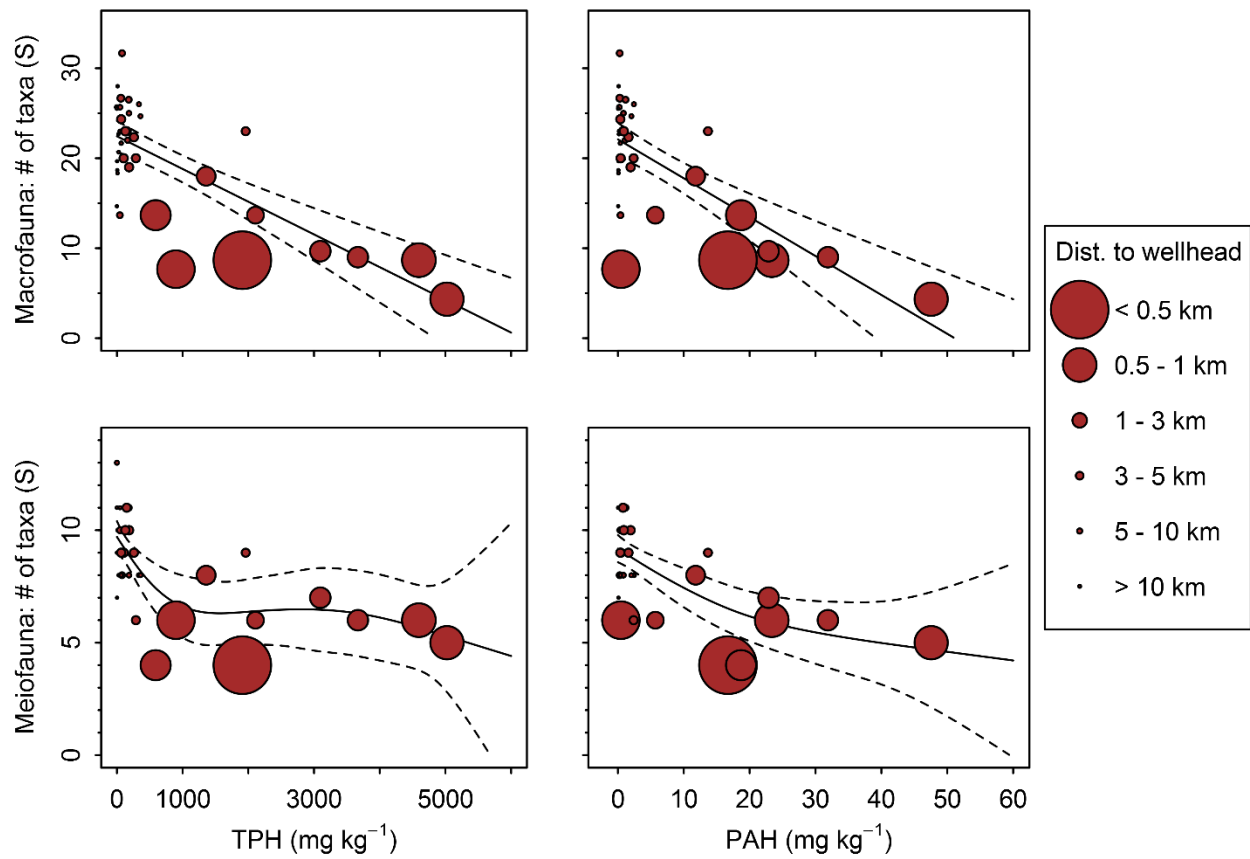 Macrofauna: # of taxa (S)
30
20
10
0
Dist. to wellhead
< 0.5 km
0.5 - 1 km
1 - 3 km
3 - 5 km
5 - 10 km
> 10 km
Meiofauna: # of taxa (S)
10
5
0
0 1000 3000 5000
TPH (mg kg⁻¹)
0 10 20 30 40 50 60
PAH (mg kg⁻¹)